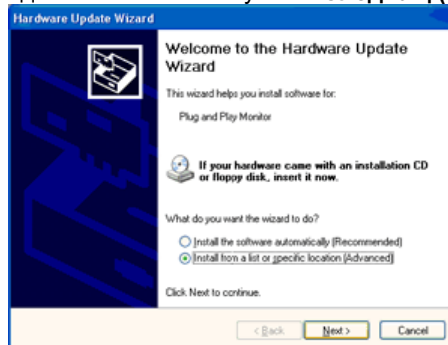 Hardware Update Wizard
Welcome to the Hardware Update
Wizard
This wizard helps you install software for:
Plug and Play Monitor
If your hardware came with an installation CD
or floppy disk, insert it now.
What do you want the wizard to do?
Install the software automatically (Recommended)
Install from a list or specific location (Advanced)
Click Next to continue.
< Back Next > Cancel